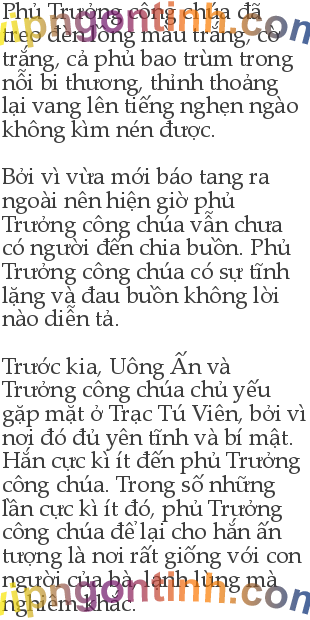 Phủ Trưởng công chúa đã
treo đèn lồng màu trắng, cờ
trắng, cả phủ bao trùm trong
nỗi bi thương, thỉnh thoảng
lại vang lên tiếng nghẹn ngào
không kìm nén được.
Bởi vì vừa mới báo tang ra
ngoài nên hiện giờ phủ
Trưởng công chúa vẫn chưa
có người đến chia buồn. Phủ
Trưởng công chúa có sự tĩnh
lặng và đau buồn không lời
nào diễn tả.
Trước kia, Uông Ấn và
Trưởng công chúa chủ yếu
gặp mặt ở Trạc Tú Viên, bởi vì
nơi đó đủ yên tĩnh và bí mật.
Hắn cực kì ít đến phủ Trưởng
công chúa. Trong số những
lần cực kì ít đó, phủ Trưởng
công chúa để lại cho hắn ấn
tượng là nơi rất giống với con
người của bà, lạnh lùng mà
nghiêm khắc.